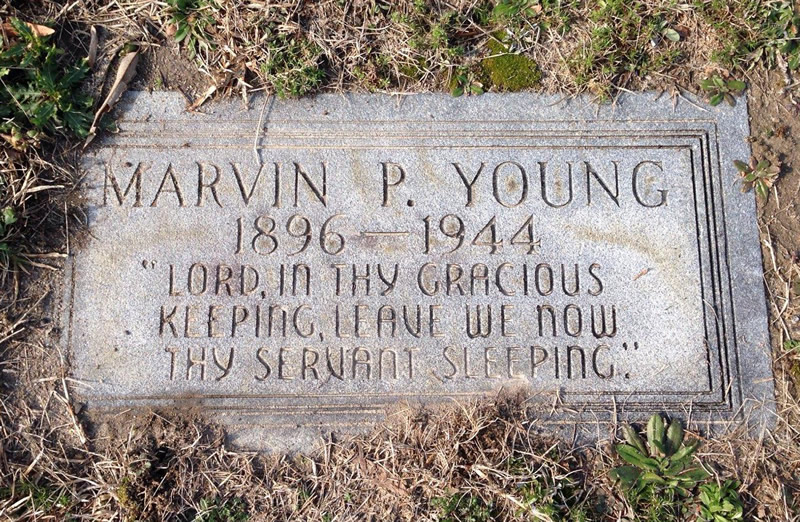 MARVIN P. YOUNG
1896 — 1944
"LORD, IN THY GRACIOUS
KEEPING, LEAVE WE NOW
THY SERVANT SLEEPING."